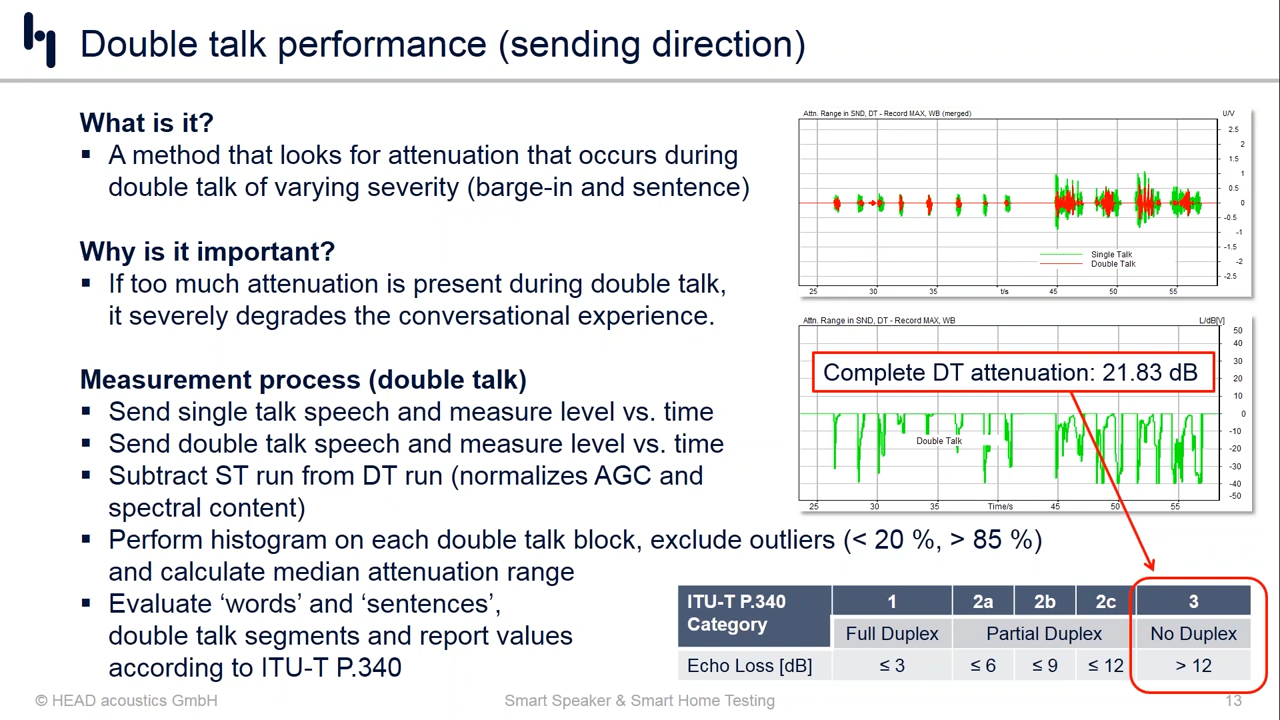 Double talk performance (sending direction)
What is it?
▪ A method that looks for attenuation that occurs during
double talk of varying severity (barge-in and sentence)
Why is it important?
▪ If too much attenuation is present during double talk,
it severely degrades the conversational experience.
Measurement process (double talk)
▪ Send single talk speech and measure level vs. time
▪ Send double talk speech and measure level vs. time
▪ Subtract ST run from DT run (normalizes AGC and
spectral content)
▪ Perform histogram on each double talk block, exclude outliers (< 20 %, > 85 %)
and calculate median attenuation range
▪ Evaluate ‘words’ and ‘sentences’,
double talk segments and report values
according to ITU-T P.340
Attn. Range in SND, DT - Record MAX, WB (merged) U/V
2.5
2
1.5
1
0.5
0
-0.5
-1
-1.5
-2
-2.5
Single Talk
Double Talk
25 30 35 t/s 45 50 55
Attn. Range in SND, DT - Record MAX, WB L/dB[V]
50
40
30
20
10
0
-10
-20
-30
-40
-50
Complete DT attenuation: 21.83 dB
Double Talk
25 30 35 Time/s 45 50 55
ITU-T P.340 Category 1 2a 2b 2c 3
Full Duplex Partial Duplex No Duplex
Echo Loss [dB] ≤ 3 ≤ 6 ≤ 9 ≤ 12 > 12
© HEAD acoustics GmbH Smart Speaker & Smart Home Testing 13